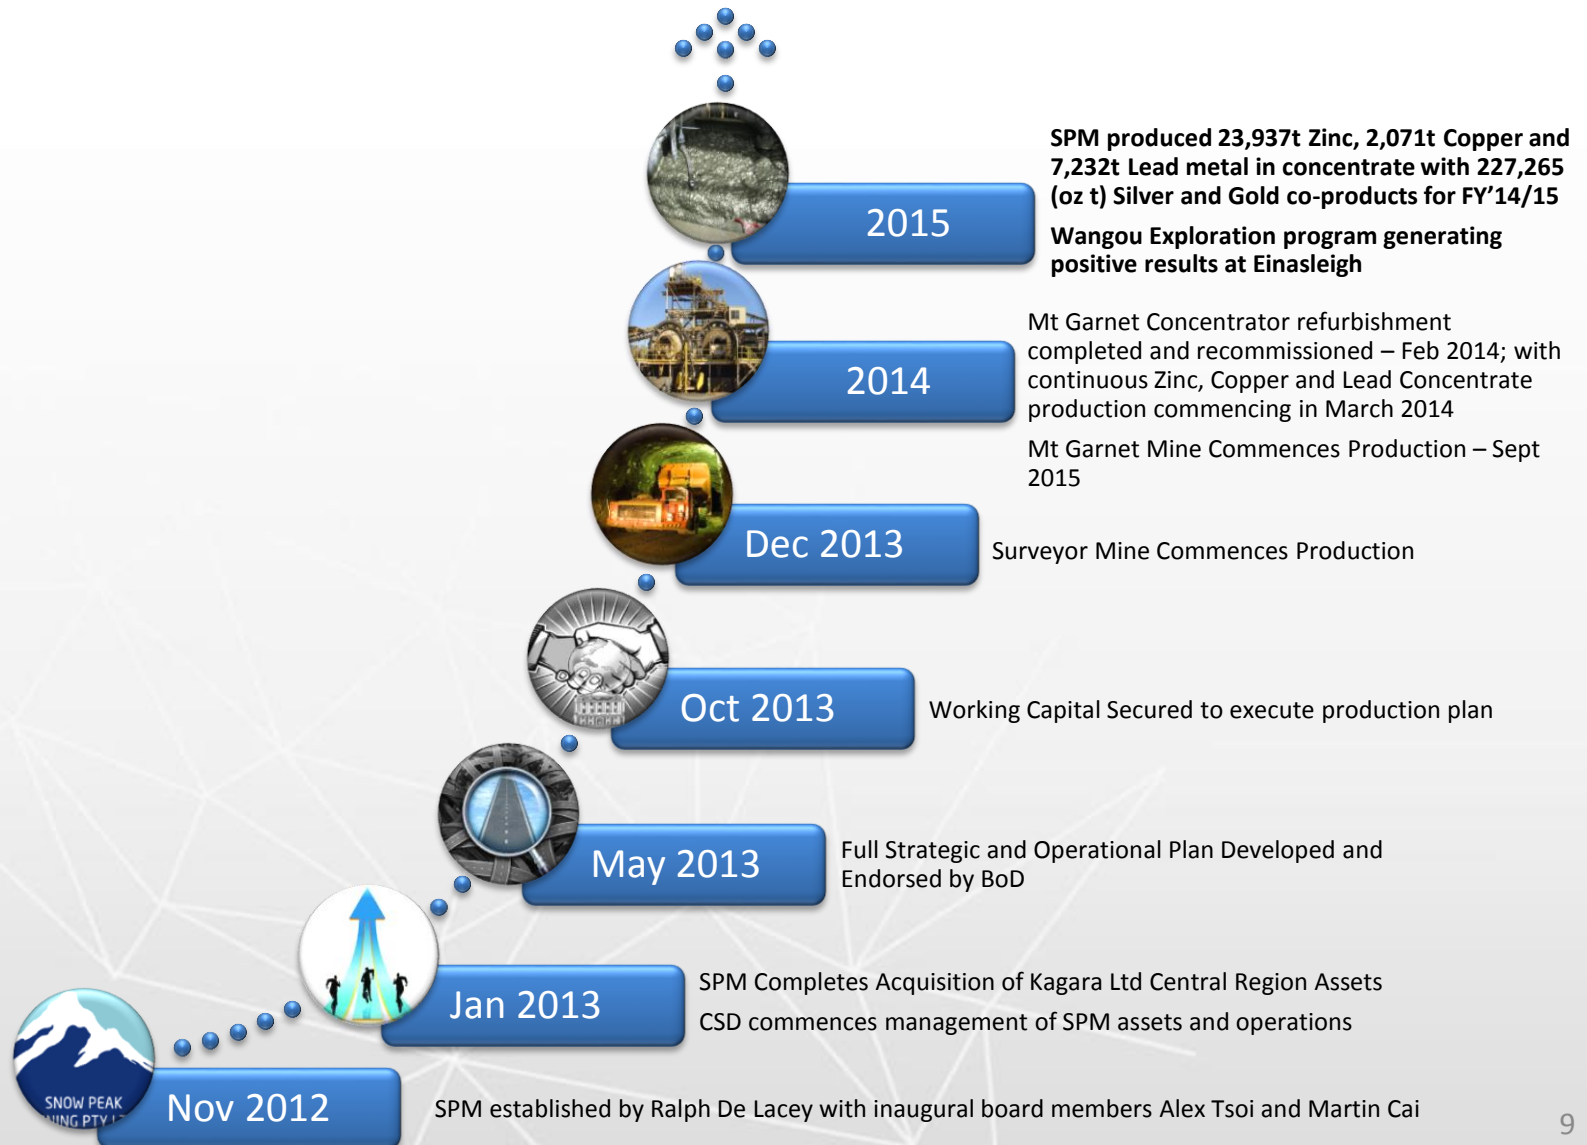 SPM produced 23,937t Zinc, 2,071t Copper and
7,232t Lead metal in concentrate with 227,265
(oz t) Silver and Gold co-products for FY’14/15
Wangou Exploration program generating
positive results at Einasleigh
2015
Mt Garnet Concentrator refurbishment
completed and recommissioned – Feb 2014; with
continuous Zinc, Copper and Lead Concentrate
production commencing in March 2014
Mt Garnet Mine Commences Production – Sept
2015
2014
Dec 2013
Surveyor Mine Commences Production
Oct 2013
Working Capital Secured to execute production plan
May 2013
Full Strategic and Operational Plan Developed and
Endorsed by BoD
Jan 2013
SPM Completes Acquisition of Kagara Ltd Central Region Assets
CSD commences management of SPM assets and operations
SNOW PEAK
NING PTY
Nov 2012
SPM established by Ralph De Lacey with inaugural board members Alex Tsoi and Martin Cai
9